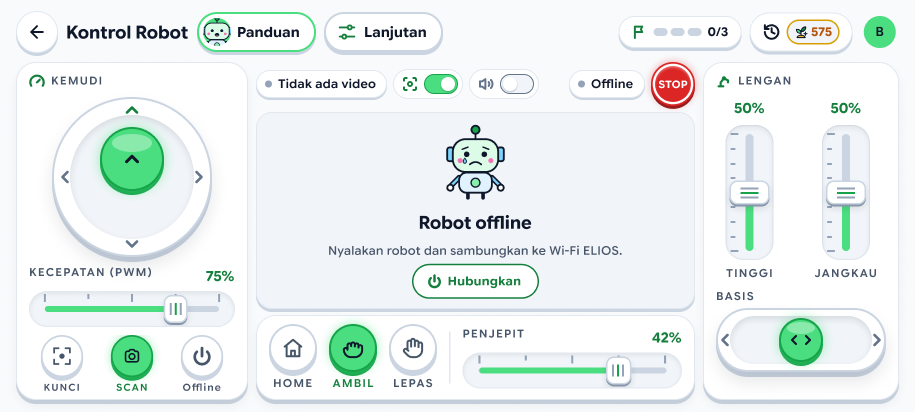 Kontrol Robot
Panduan
Lanjutan
0/3
575
B
KEMUDI
Tidak ada video
Offline
STOP
LENGAN
50%
50%
Robot offline
Nyalakan robot dan sambungkan ke Wi-Fi ELIOS.
Hubungkan
KECEPATAN (PWM)
75%
TINGGI
JANGKAU
BASIS
KUNCI
SCAN
Offline
HOME
AMBIL
LEPAS
PENJEPIT
42%